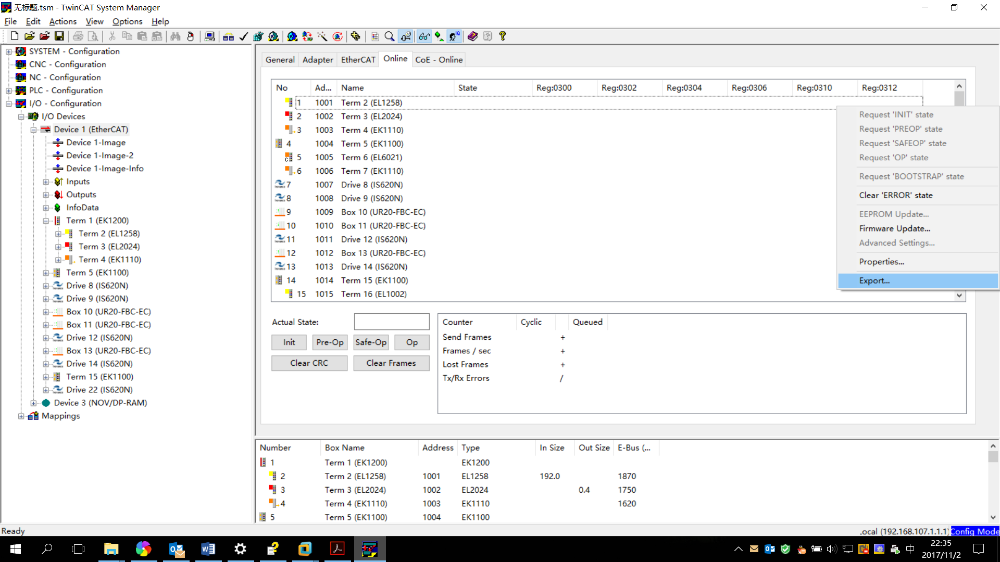 无标题.tsm - TwinCAT System Manager
File Edit Actions View Options Help
SYSTEM - Configuration
CNC - Configuration
NC - Configuration
PLC - Configuration
I/O - Configuration
I/O Devices
Device 1 (EtherCAT)
Device 1-Image
Device 1-Image-2
Device 1-Image-Info
Inputs
Outputs
InfoData
Term 1 (EK1200)
Term 2 (EL1258)
Term 3 (EL2024)
Term 4 (EK1110)
Term 5 (EK1100)
Drive 8 (IS620N)
Drive 9 (IS620N)
Box 10 (UR20-FBC-EC)
Box 11 (UR20-FBC-EC)
Drive 12 (IS620N)
Box 13 (UR20-FBC-EC)
Drive 14 (IS620N)
Term 15 (EK1100)
Drive 22 (IS620N)
Device 3 (NOV/DP-RAM)
Mappings
General Adapter EtherCAT Online CoE - Online
No Ad... Name State Reg:0300 Reg:0302 Reg:0304 Reg:0306 Reg:0310 Reg:0312
1 1001 Term 2 (EL1258)
2 1002 Term 3 (EL2024)
3 1003 Term 4 (EK1110)
4 1004 Term 5 (EK1100)
5 1005 Term 6 (EL6021)
6 1006 Term 7 (EK1110)
7 1007 Drive 8 (IS620N)
8 1008 Drive 9 (IS620N)
9 1009 Box 10 (UR20-FBC-EC)
10 1010 Box 11 (UR20-FBC-EC)
11 1011 Drive 12 (IS620N)
12 1012 Box 13 (UR20-FBC-EC)
13 1013 Drive 14 (IS620N)
14 1014 Term 15 (EK1100)
15 1015 Term 16 (EL1002)
Request 'INIT' state
Request 'PREOP' state
Request 'SAFEOP' state
Request 'OP' state
Request 'BOOTSTRAP' state
Clear 'ERROR' state
EEPROM Update...
Firmware Update...
Advanced Settings...
Properties...
Export...
Actual State:
Init Pre-Op Safe-Op Op
Clear CRC Clear Frames
Counter Cyclic Queued
Send Frames +
Frames / sec +
Lost Frames +
Tx/Rx Errors /
Number Box Name Address Type In Size Out Size E-Bus (...
1 Term 1 (EK1200) EK1200
2 Term 2 (EL1258) 1001 EL1258 192.0 1870
3 Term 3 (EL2024) 1002 EL2024 0.4 1750
4 Term 4 (EK1110) 1003 EK1110 1620
5 Term 5 (EK1100) 1004 EK1100
Ready
ocal (192.168.107.1.1.1) Config Mode
中
22:35
2017/11/2